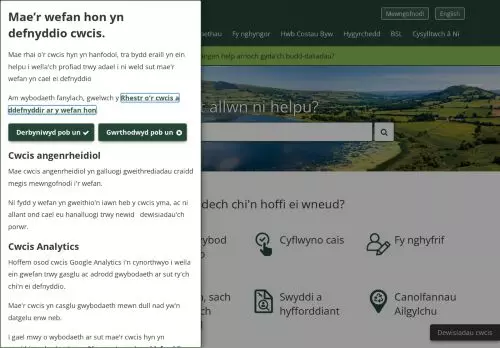 Mae'r wefan hon yn
defnyddio cwcis.
Mae rhai o'r cwcis hyn yn hanfodol, tra bydd eraill yn ein
helpu i wella'ch profiad trwy adael i ni weld sut mae'r
wefan yn cael ei defnyddio
Am wybodaeth fanylach, gwelwch y Rhestr o'r cwcis a
ddefnyddir ar y wefan hon
Derbyniwyd pob un
Gwrthodwyd pob un
Cwcis angenrheidiol
Mae cwcis angenrheidiol yn galluogi gweithrediadau craidd
megis mewngofnodi i'r wefan.
Ni fydd y wefan yn gweithio'n iawn heb y cwcis yma, ac ni
allant ond cael eu hanalluogi trwy newid dewisiadau'ch
porwr.
Cwcis Analytics
Hoffem osod cwcis Google Analytics i'n cynorthwyo i wella
ein gwefan trwy gasglu ac adrodd gwybodaeth ar sut ry'ch
chi'n ei defnyddio.
Mae'r cwcis yn casglu gwybodaeth mewn dull nad yw'n
datgelu erw neb.
I gael mwy o wybodaeth ar sut mae'r cwcis hyn yn
Mewngofnodi
English
Fy nghyngor
Hwb Costau Byw
Hygyrchedd
BSL
Cysylltwch â Ni
angen help arnoch gyda'ch budd-daliadau?
allwn ni helpu?
dech chi'n hoffi ei wneud?
Cyflwyno cais
Fy nghyfrif
sach
Swyddi a
hyfforddiant
Canolfannau
Ailgylchu
Dewisiadau cwcis